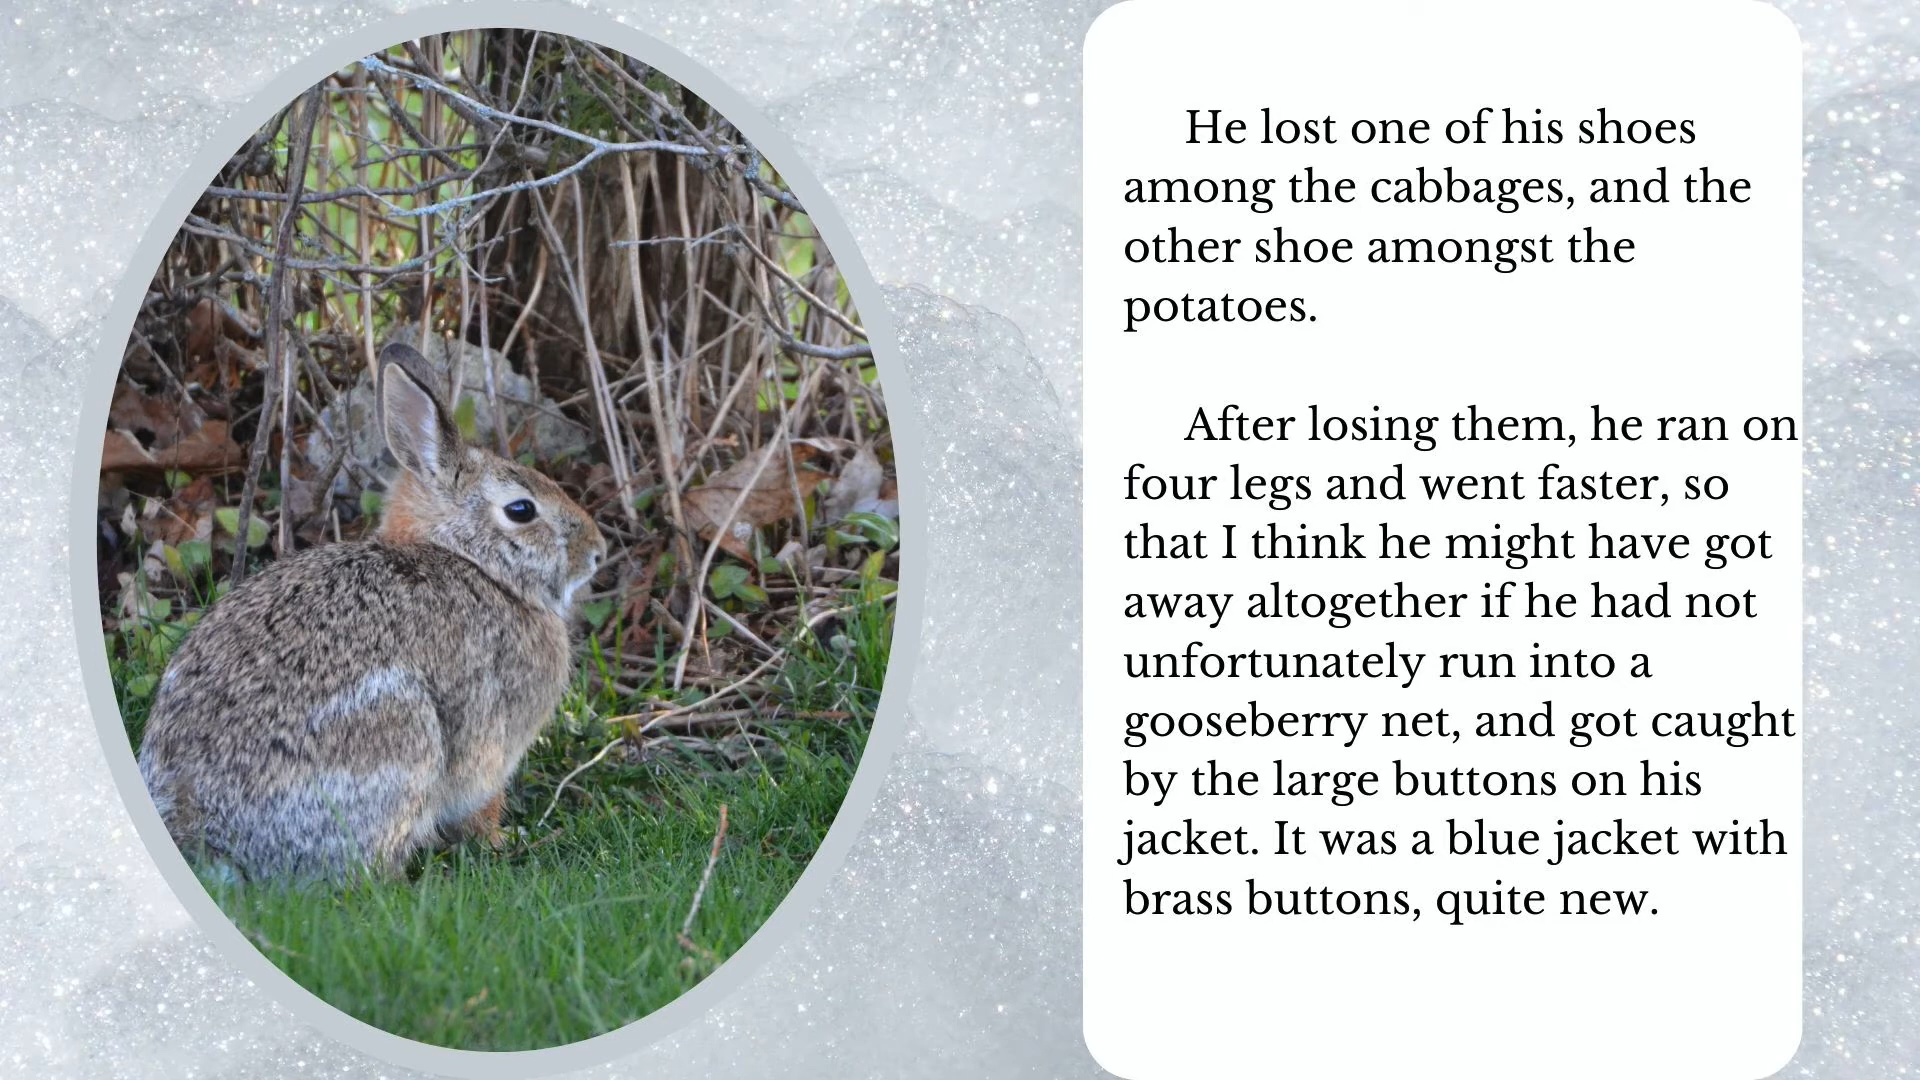 He lost one of his shoes
among the cabbages, and the
other shoe amongst the
potatoes.
After losing them, he ran on
four legs and went faster, so
that I think he might have got
away altogether if he had not
unfortunately run into a
gooseberry net, and got caught
by the large buttons on his
jacket. It was a blue jacket with
brass buttons, quite new.